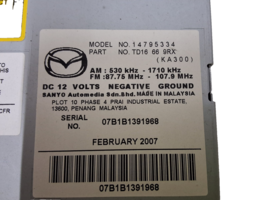 MODEL NO. 14795334
PART NO. TD16 66 9RX
(KA300)
AM : 530 kHz - 1710 kHz
FM : 87.75 MHz - 107.9 MHz
DC 12 VOLTS NEGATIVE GROUND
SANYO Automedia Sdn.Bhd. MADE IN MALAYSIA
PLOT 10 PHASE 4 PRAI INDUSTRIAL ESTATE,
13600, PENANG MALAYSIA
SERIAL NO.
07B1B1391968
FEBRUARY 2007
07B1B1391968